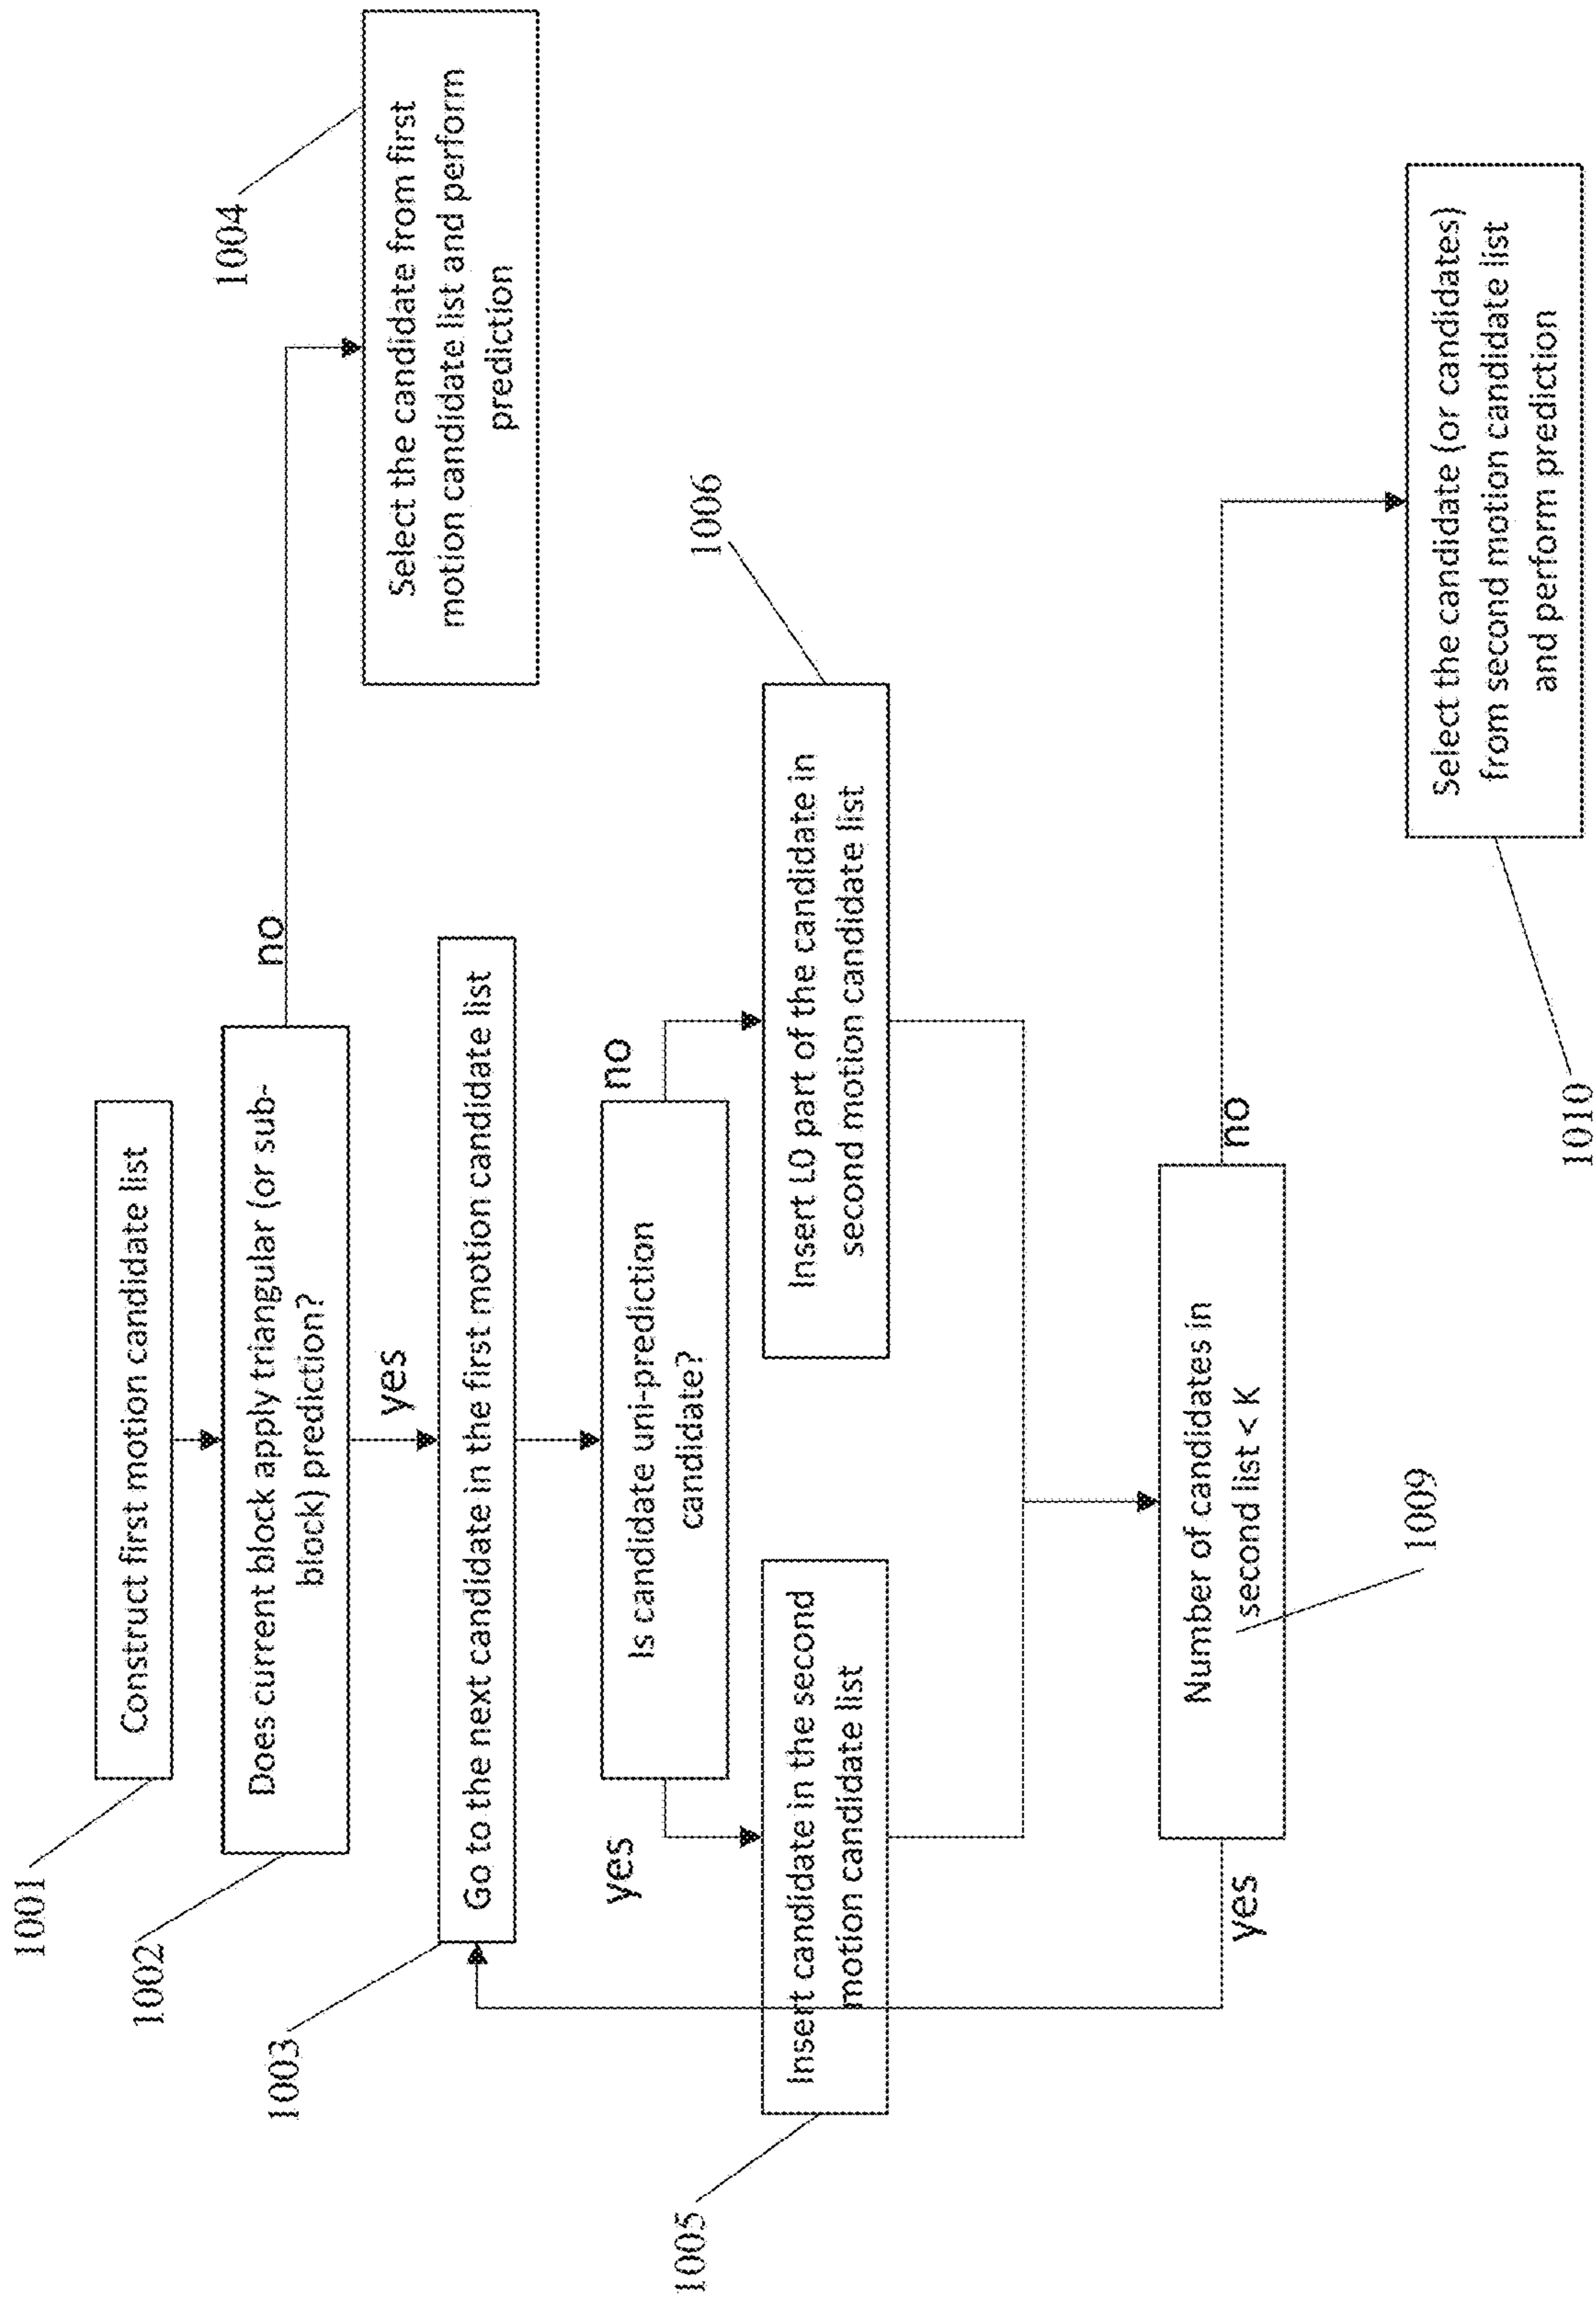 1001
Construct first motion candidate list
1002
Does current block apply triangular (or sub-
block) prediction?
no
1004
Select the candidate from first
motion candidate list and perform
prediction
yes
1003
Go to the next candidate in the first motion candidate list
Is candidate uni-prediction
candidate?
yes
no
1005
Insert candidate in the second
motion candidate list
1006
Insert L0 part of the candidate in
second motion candidate list
Number of candidates in
second list < K
1009
yes
no
1010
Select the candidate (or candidates)
from second motion candidate list
and perform prediction